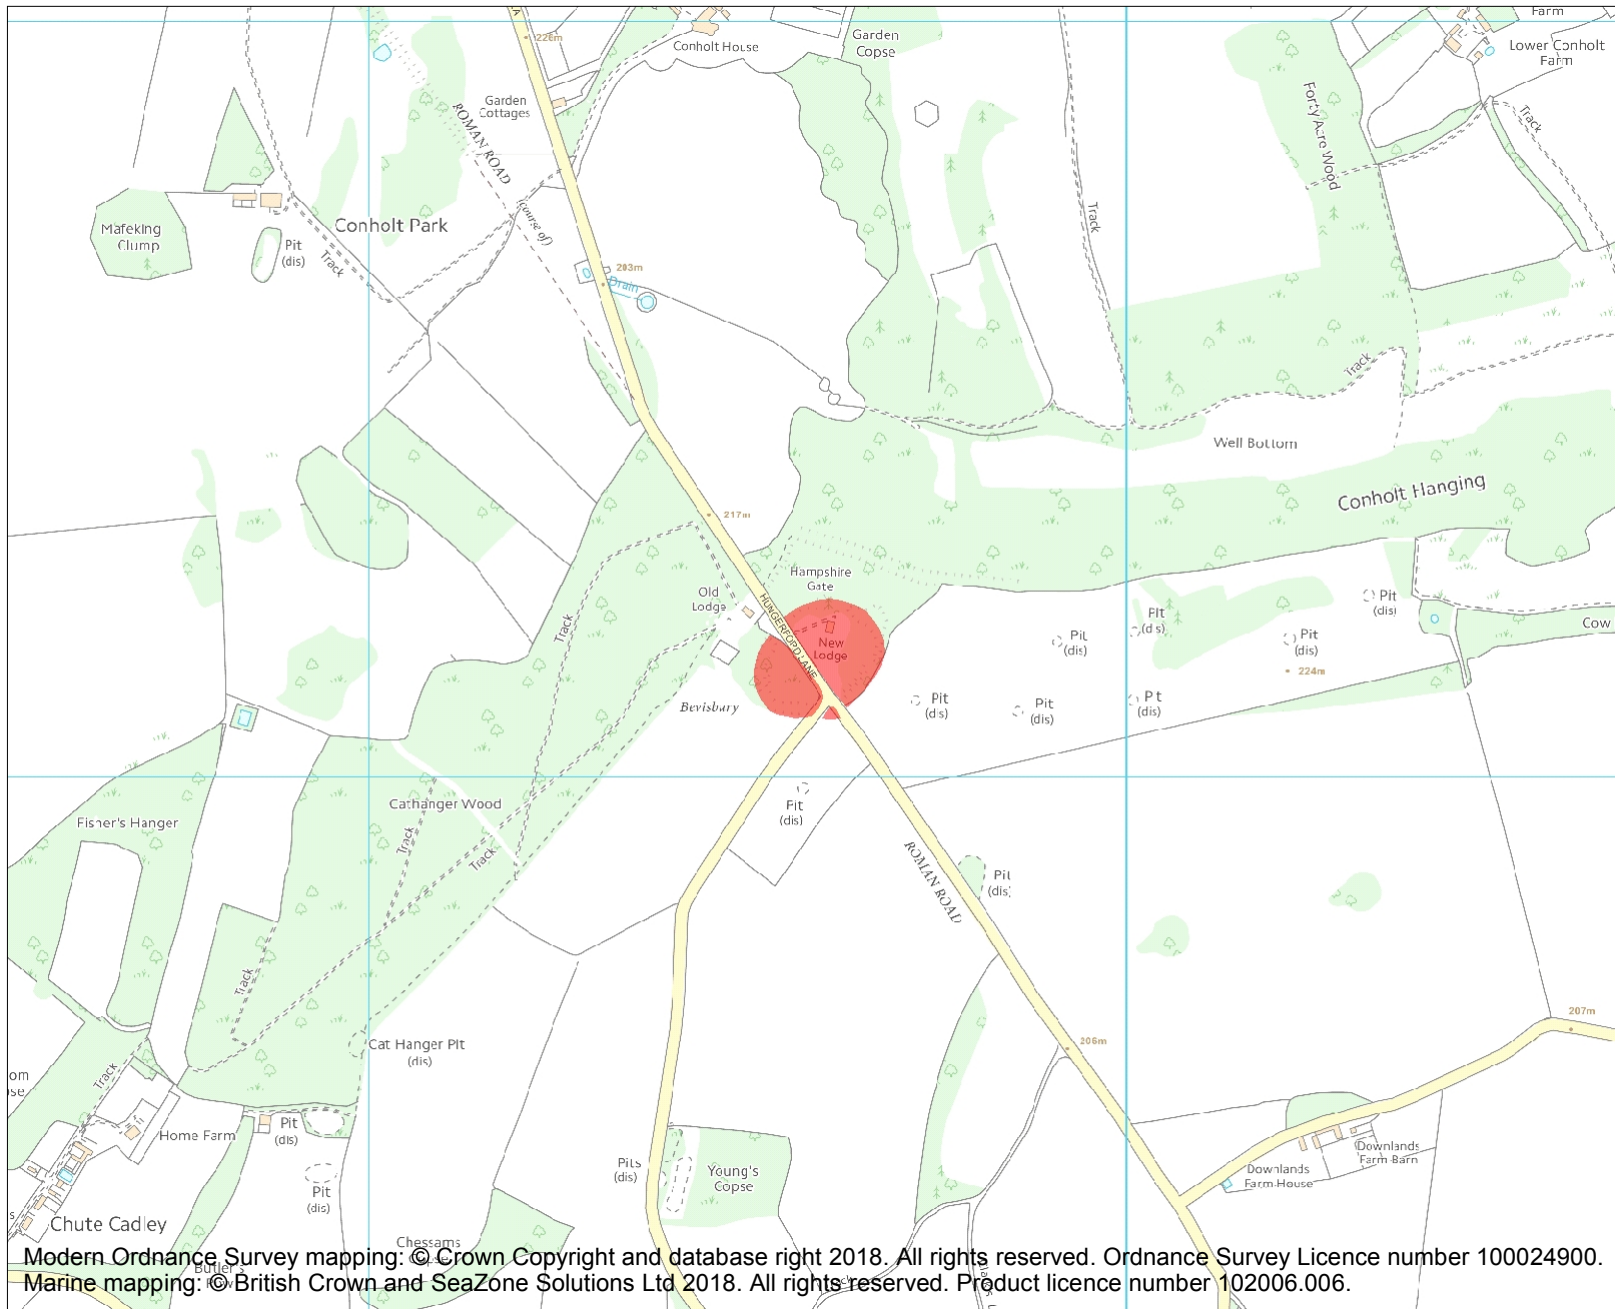 Farm
226m
Conholt House
Garden
Copse
Lower Conholt
Farm
Garden
Cottages
ROMAN ROAD
(course of)
Forty Acre Wood
Track
Mafeking
Clump
Pit
(dis)
Track
Conholt Park
Track
203m
Drain
Track
Well Bottom
Conholt Hanging
217m
Hampshire
Gate
Old
Lodge
HUNGERFORD LANE
New
Lodge
Track
Pit
(dis)
Pit
(dis)
Pit
(dis)
Pit
(dis)
Cow
224m
Bevisbury
Pit
(dis)
Pit
(dis)
Pit
(dis)
Cathanger Wood
Pit
(dis)
Fisher's Hanger
Track
Track
ROMAN ROAD
Pit
(dis)
Track
207m
Cat Hanger Pit
(dis)
206m
Track
Home Farm
Pit
(dis)
Pits
(dis)
Young's
Copse
Downlands
Farm Barn
Downlands
Farm House
Pit
(dis)
Chute Cadley
Chessams
Butler's
Modern Ordnance Survey mapping: © Crown Copyright and database right 2018. All rights reserved. Ordnance Survey Licence number 100024900.
Marine mapping: © British Crown and SeaZone Solutions Ltd 2018. All rights reserved. Product licence number 102006.006.